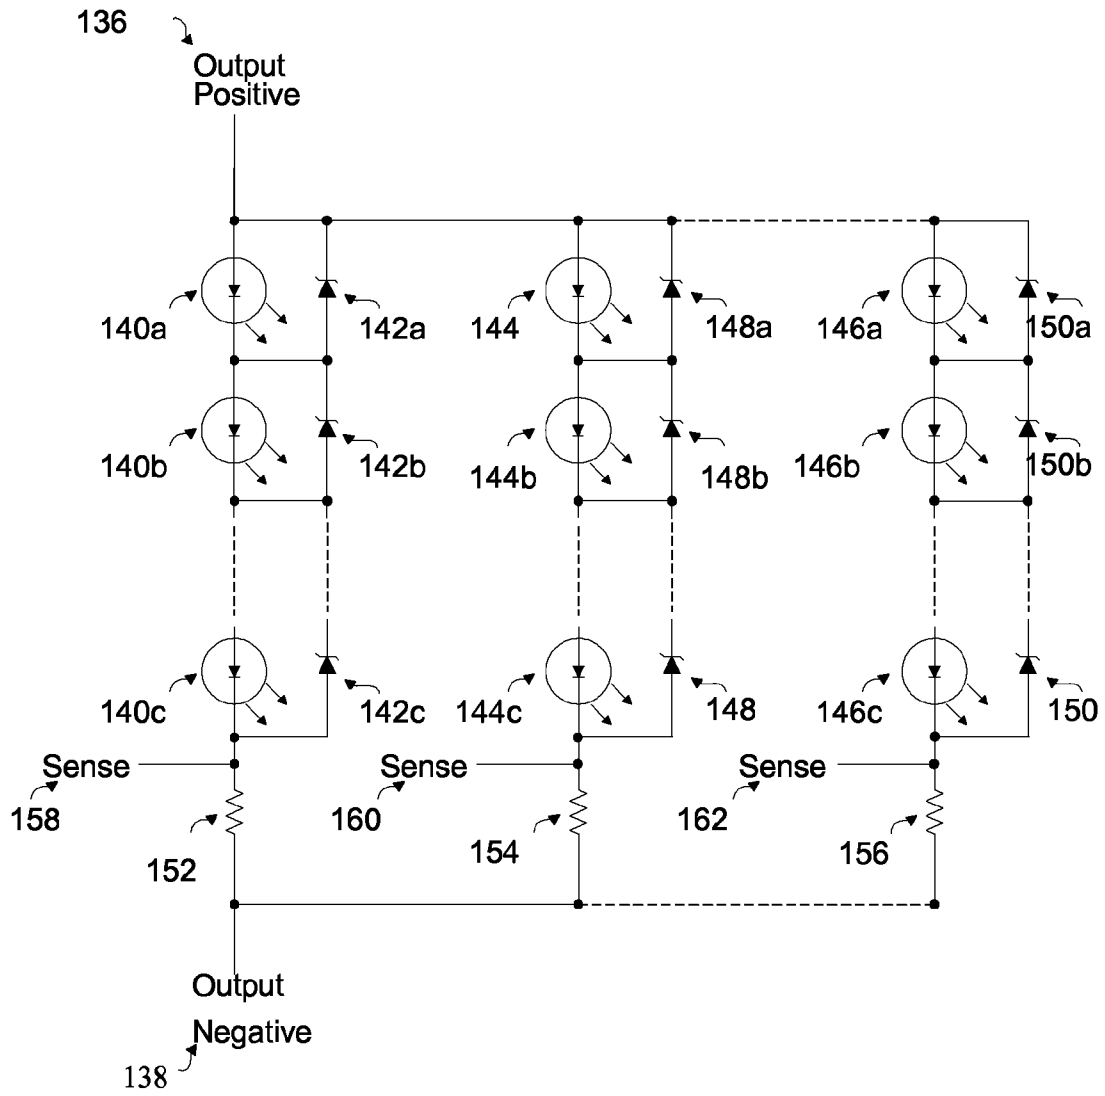 136
Output
Positive
140a 142a 144 148a 146a 150a
140b 142b 144b 148b 146b 150b
140c 142c 144c 148 146c 150
Sense Sense Sense
158 160 162
152 154 156
Output
Negative
138